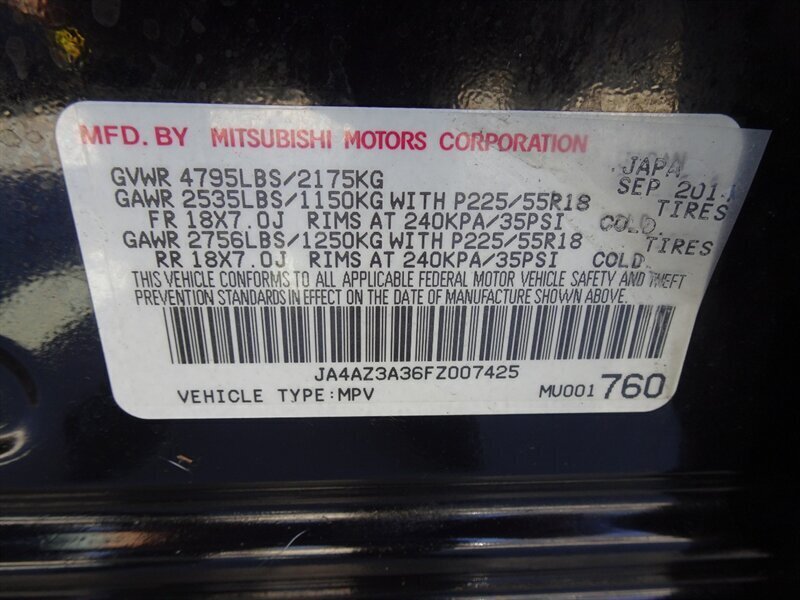 MFD. BY MITSUBISHI MOTORS CORPORATION
JAPAN
GVWR 4795LBS/2175KG SEP 2014
GAWR 2535LBS/1150KG WITH P225/55R18 TIRES
FR 18X7.0J RIMS AT 240KPA/35PSI COLD.
GAWR 2756LBS/1250KG WITH P225/55R18 TIRES
RR 18X7.0J RIMS AT 240KPA/35PSI COLD.
THIS VEHICLE CONFORMS TO ALL APPLICABLE FEDERAL MOTOR VEHICLE SAFETY AND THEFT
PREVENTION STANDARDS IN EFFECT ON THE DATE OF MANUFACTURE SHOWN ABOVE.
JA4AZ3A36FZ007425
VEHICLE TYPE:MPV MU001 760